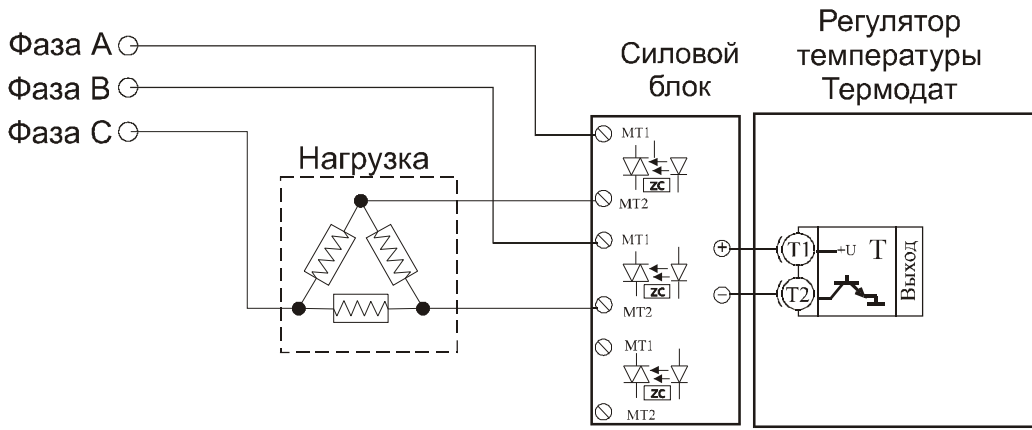 Фаза А
Фаза В
Фаза С
Нагрузка
Силовой
блок
Регулятор
температуры
Термодат
MT1
ZC
MT2
MT1
ZC
MT2
MT1
ZC
MT2
+
−
T1
+U
T
T2
Выход